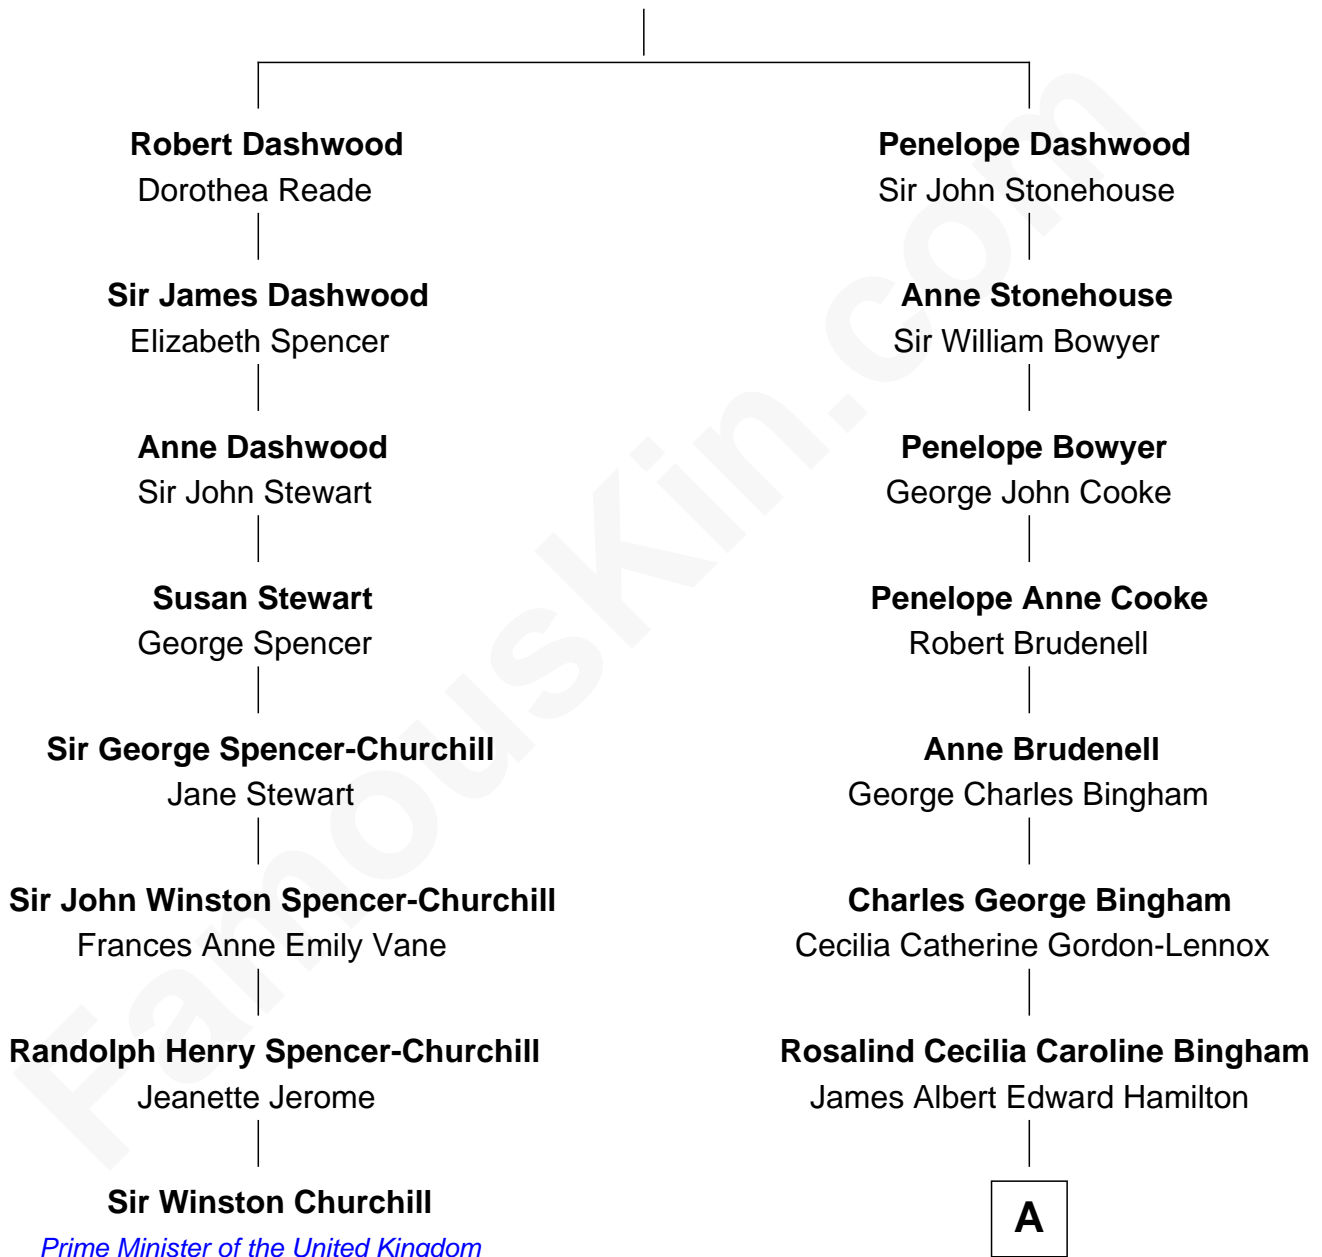 Robert Dashwood
Dorothea Reade
Sir James Dashwood
Elizabeth Spencer
Anne Dashwood
Sir John Stewart
Susan Stewart
George Spencer
Sir George Spencer-Churchill
Jane Stewart
Sir John Winston Spencer-Churchill
Frances Anne Emily Vane
Randolph Henry Spencer-Churchill
Jeanette Jerome
Sir Winston Churchill
Prime Minister of the United Kingdom
Penelope Dashwood
Sir John Stonehouse
Anne Stonehouse
Sir William Bowyer
Penelope Bowyer
George John Cooke
Penelope Anne Cooke
Robert Brudenell
Anne Brudenell
George Charles Bingham
Charles George Bingham
Cecilia Catherine Gordon-Lennox
Rosalind Cecilia Caroline Bingham
James Albert Edward Hamilton
A
FamousKin.com